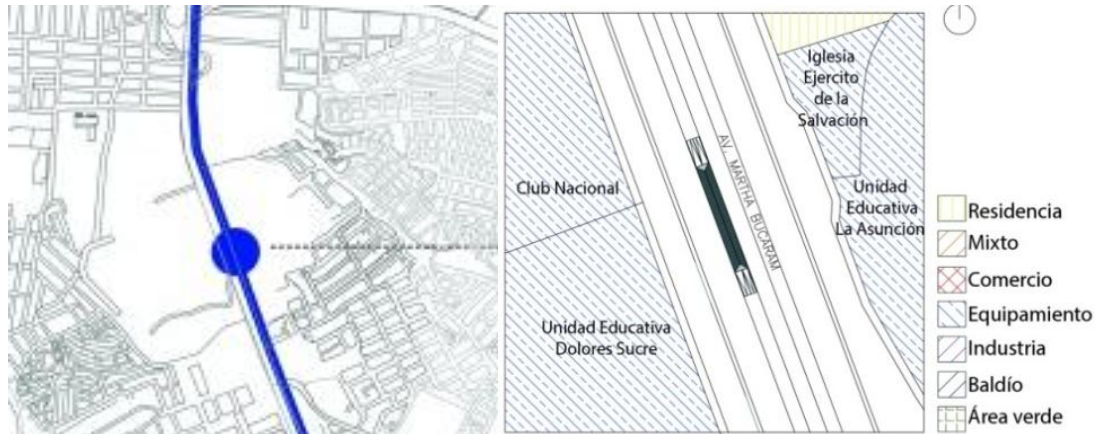 Iglesia
Ejercito
de la
Salvación
AV. MARTHA BUCARAM
Club Nacional
Unidad
Educativa
La Asunción
Unidad Educativa
Dolores Sucre
Residencia
Mixto
Comercio
Equipamiento
Industria
Baldío
Área verde